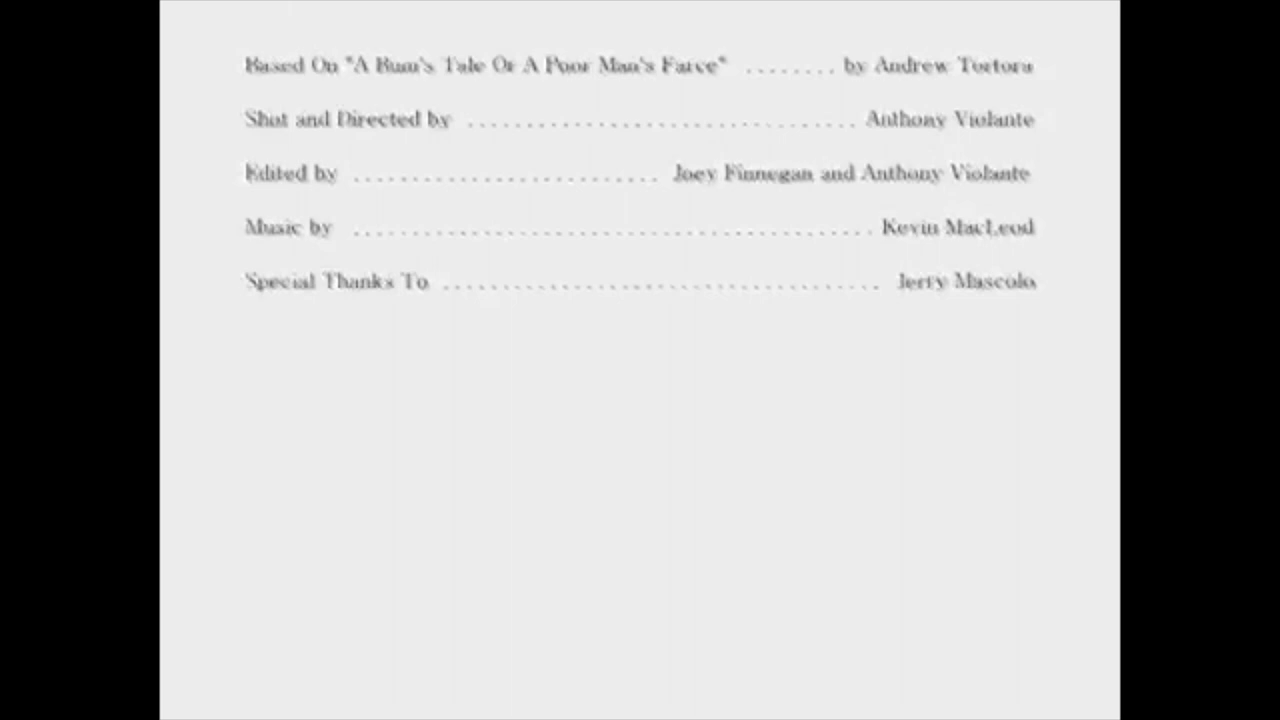 Based On "A Bum's Tale Or A Poor Man's Farce" ........ by Andrew Tortora
Shot and Directed by .................................. Anthony Violante
Edited by ........................... Joey Finnegan and Anthony Violante
Music by ............................................. Kevin MacLeod
Special Thanks To ...................................... Jerry Mascolo